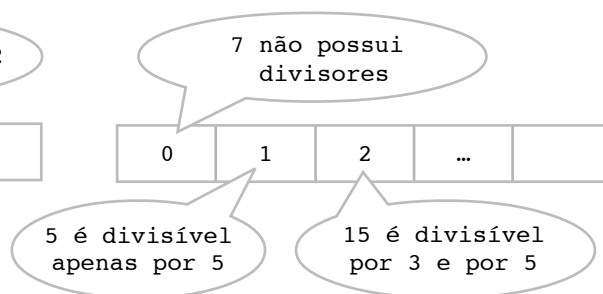 7 não possui
divisores
0 1 2 …
5 é divisível
apenas por 5
15 é divisível
por 3 e por 5